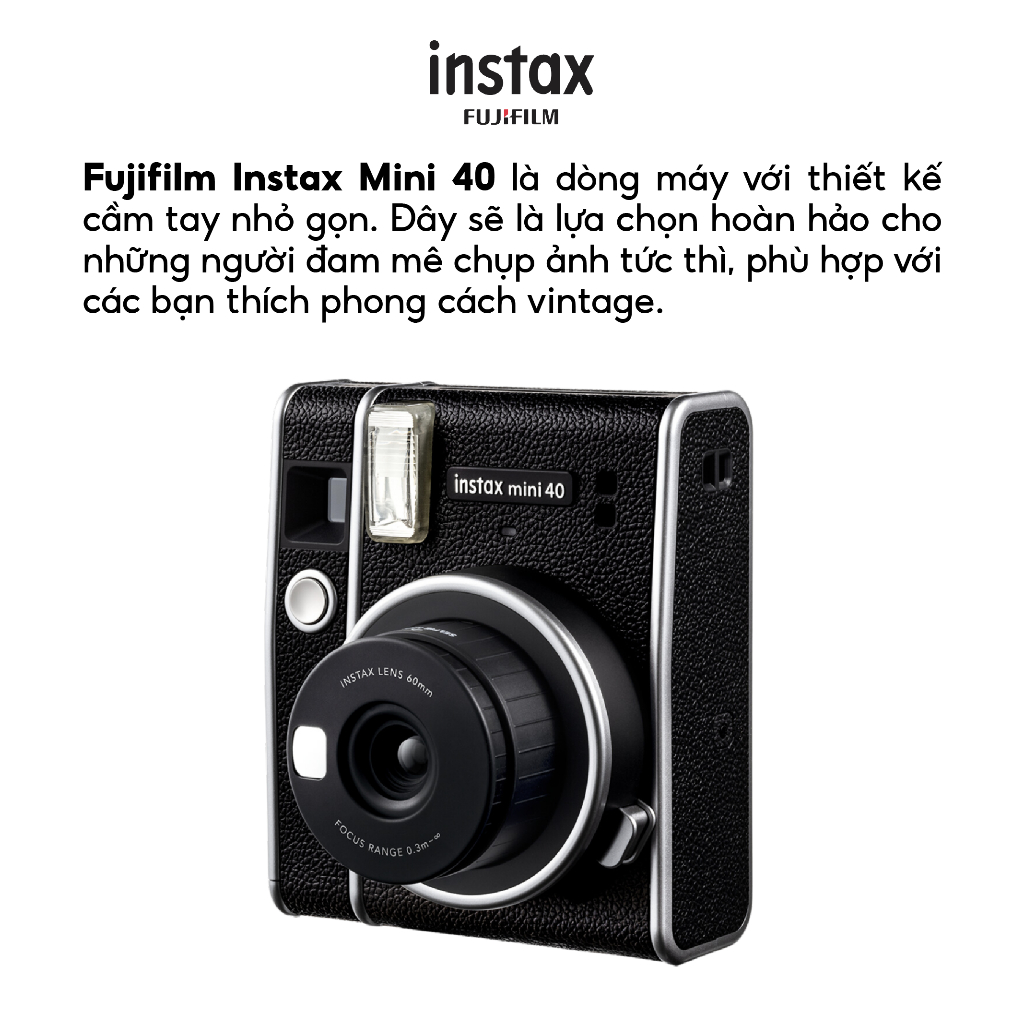 instax
FUJIFILM
Fujifilm Instax Mini 40 là dòng máy với thiết kế
cầm tay nhỏ gọn. Đây sẽ là lựa chọn hoàn hảo cho
những người đam mê chụp ảnh tức thì, phù hợp với
các bạn thích phong cách vintage.
instax mini 40
INSTAX LENS 60mm
FOCUS RANGE 0.3m-∞